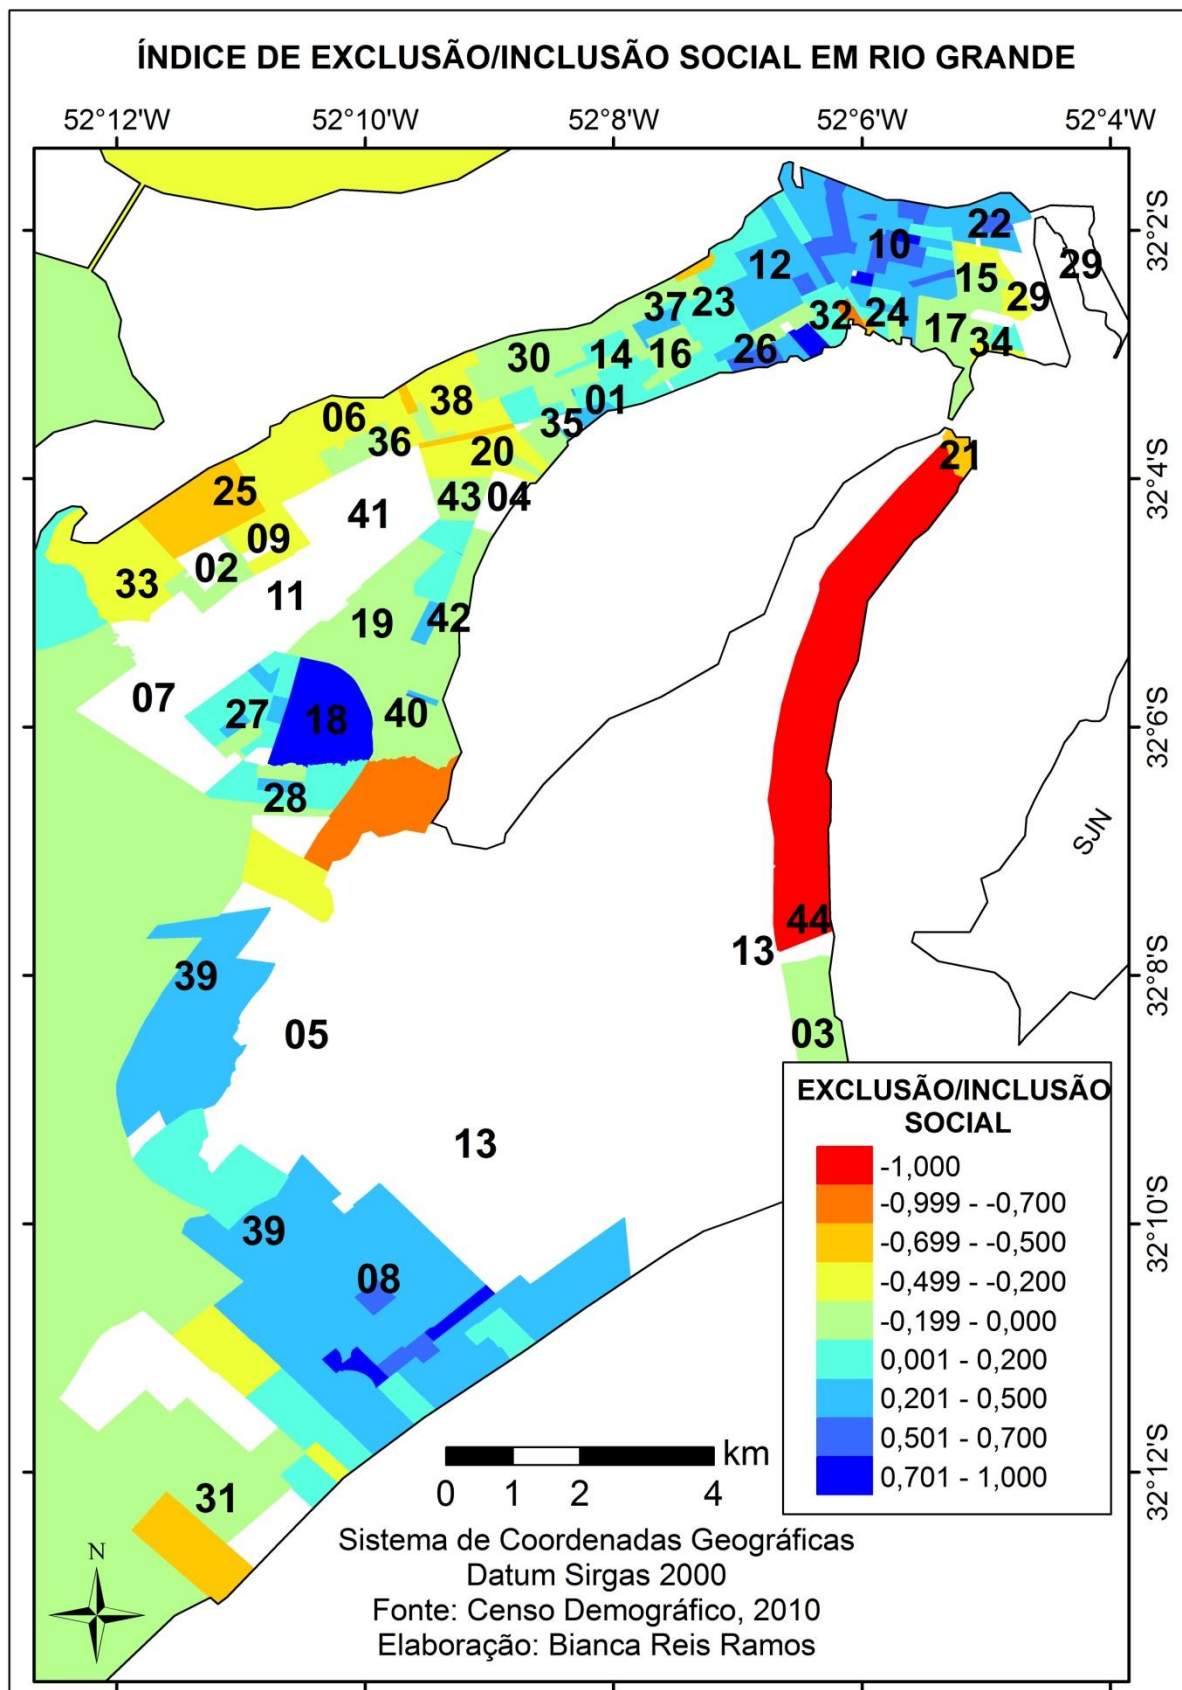 ÍNDICE DE EXCLUSÃO/INCLUSÃO SOCIAL EM RIO GRANDE
52°12'W 52°10'W 52°8'W 52°6'W 52°4'W
32°2'S
32°4'S
32°6'S
32°8'S
32°10'S
32°12'S
22
10
12
29
15
29
37
23
32
24
17
34
30
14
16
26
38
01
06
35
36
20
25
43
04
41
21
09
02
33
11
19
42
07
27
18
40
28
SJN
44
13
39
05
03
13
39
08
31
EXCLUSÃO/INCLUSÃO
SOCIAL
-1,000
-0,999 - -0,700
-0,699 - -0,500
-0,499 - -0,200
-0,199 - 0,000
0,001 - 0,200
0,201 - 0,500
0,501 - 0,700
0,701 - 1,000
km
0 1 2 4
N
Sistema de Coordenadas Geográficas
Datum Sirgas 2000
Fonte: Censo Demográfico, 2010
Elaboração: Bianca Reis Ramos